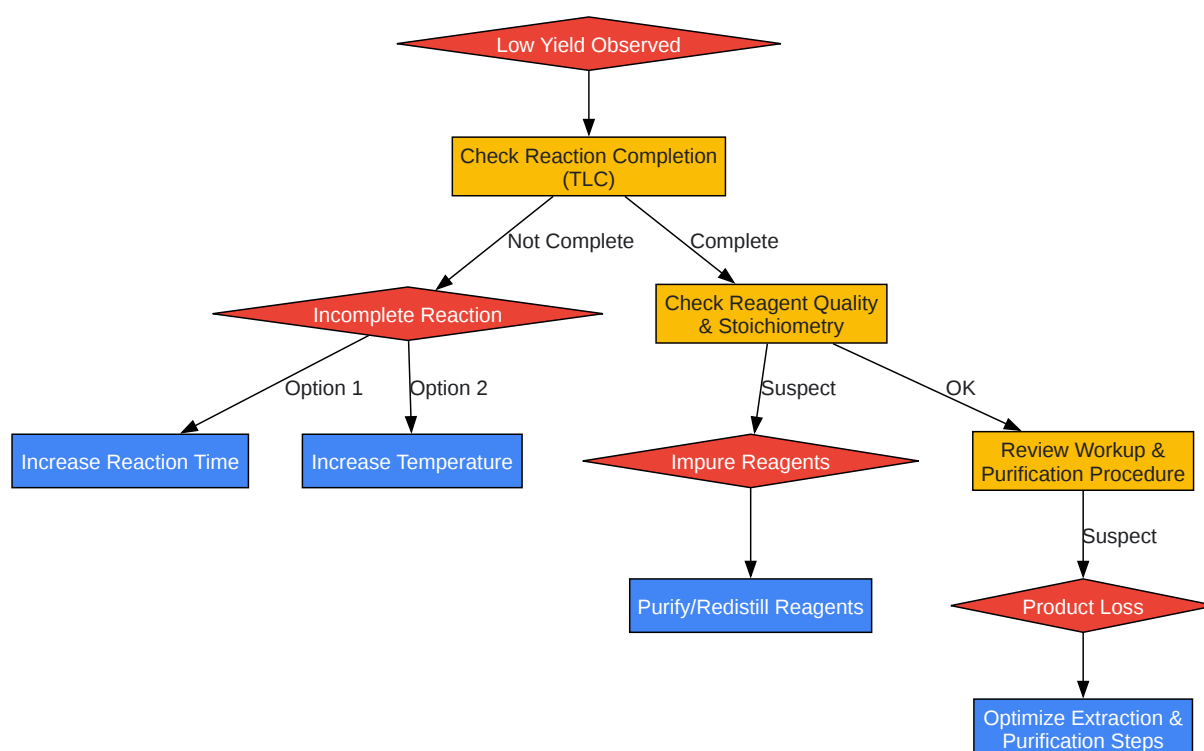 Low Yield Observed
Check Reaction Completion
(TLC)
Not Complete
Complete
Incomplete Reaction
Check Reagent Quality
& Stoichiometry
Option 1
Option 2
Suspect
OK
Increase Reaction Time
Increase Temperature
Impure Reagents
Review Workup &
Purification Procedure
Suspect
Purify/Redistill Reagents
Product Loss
Optimize Extraction &
Purification Steps